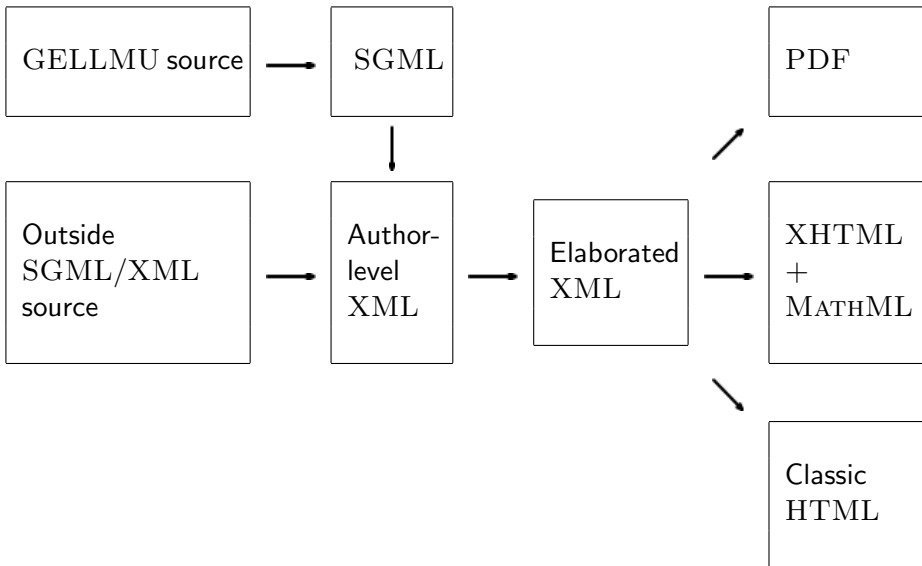 GELLMU source
SGML
PDF
Outside
SGML/XML
source
Author-
level
XML
Elaborated
XML
XHTML
+
MATHML
Classic
HTML